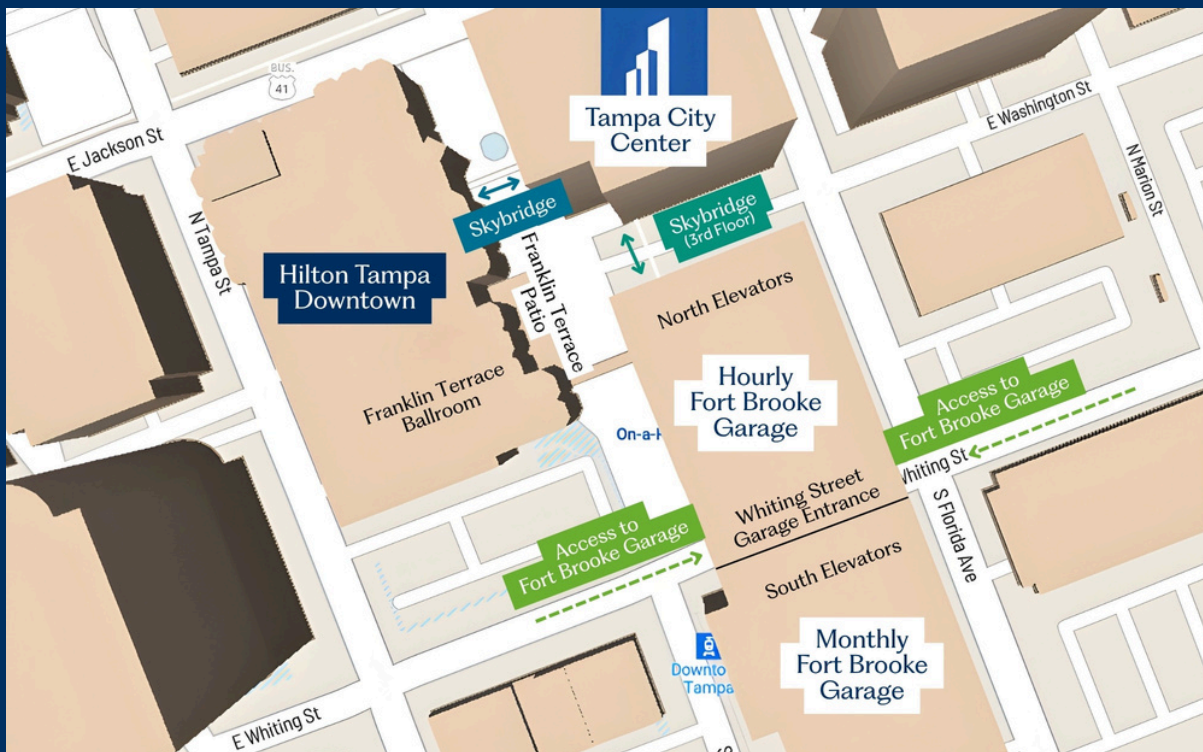 BUS.
41
E Jackson St
Tampa City
Center
E Washington St
N Marion St
Skybridge
Skybridge
(3rd Floor)
N Tampa St
Hilton Tampa
Downtown
Franklin Terrace
Patio
North Elevators
Franklin Terrace
Ballroom
Hourly
Fort Brooke
Garage
Access to
Fort Brooke Garage
On-a-
Whiting St
Whiting Street
Garage Entrance
S Florida Ave
Access to
Fort Brooke Garage
South Elevators
Monthly
Fort Brooke
Garage
Downto
Tampa
E Whiting St
S